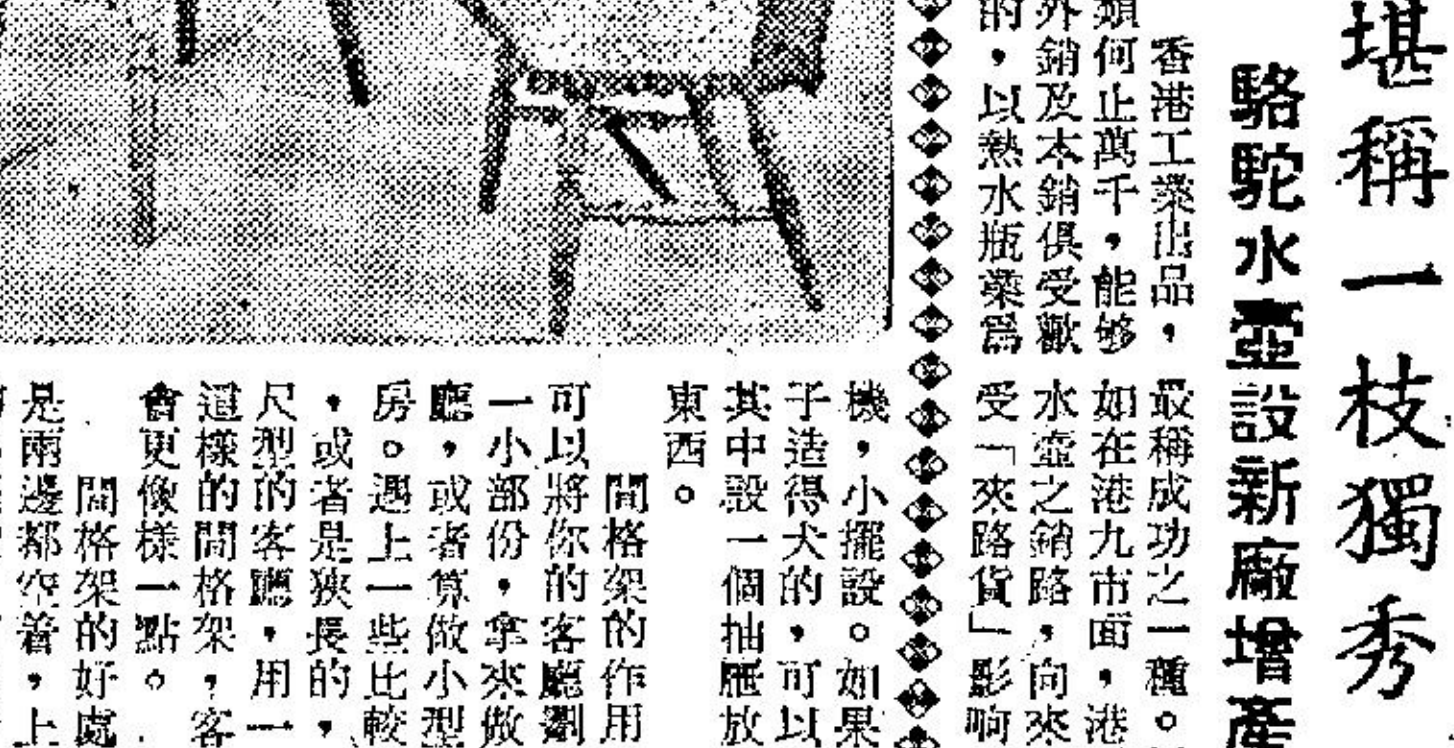 堪稱一枝獨秀
駱駝水壼設新廠增產
香港工業出品，
類何止萬千，能够
外銷及本銷俱受歡
的，以熱水瓶業爲
最稱成功之一種。
如在港九市面，港
水壼之銷路，向來
受「來路貨」影响
機，小擺設。如果
子造得大的，可以
其中設一個抽屜放
東西。
間格架的作用
可以將你的客廳劃
一小部份，拿來做
廳，或者算做小型
房。遇上一些比較
，或者是狹長的，
尺型的客廳，用一
這樣的間格架，客
會更像樣一點。
間格架的好處
是兩邊都空着，上